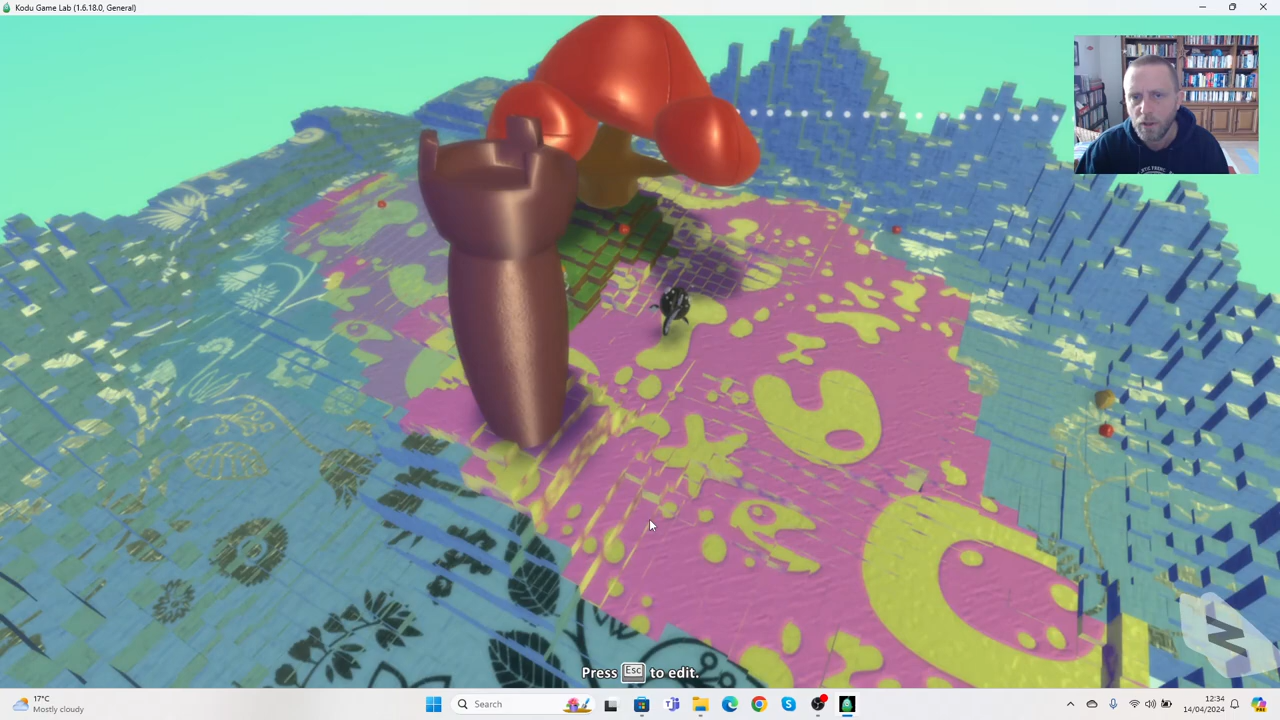 Kodu Game Lab (1.6.18.0, General)
Press Esc to edit.
17°C
Mostly cloudy
Search
12:34
14/04/2024